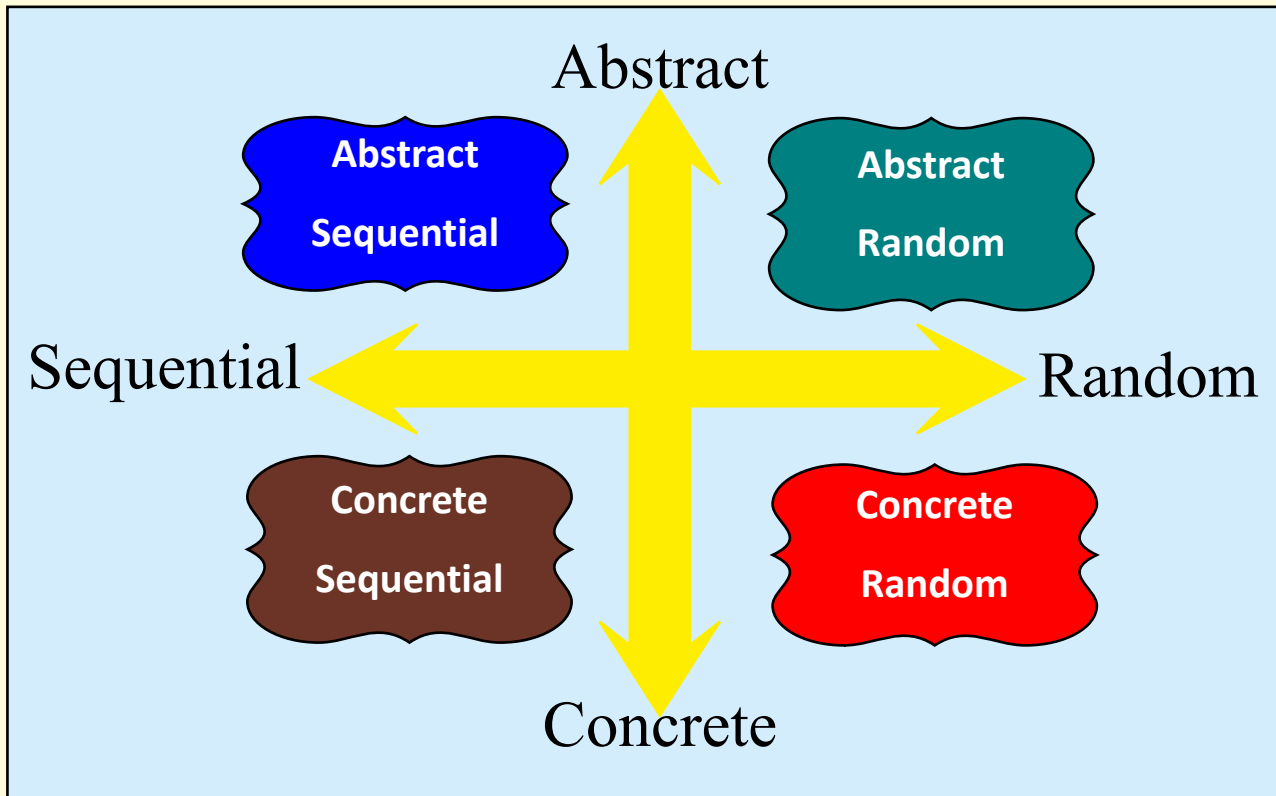 Abstract
Abstract
Sequential
Abstract
Random
Sequential
Random
Concrete
Sequential
Concrete
Random
Concrete